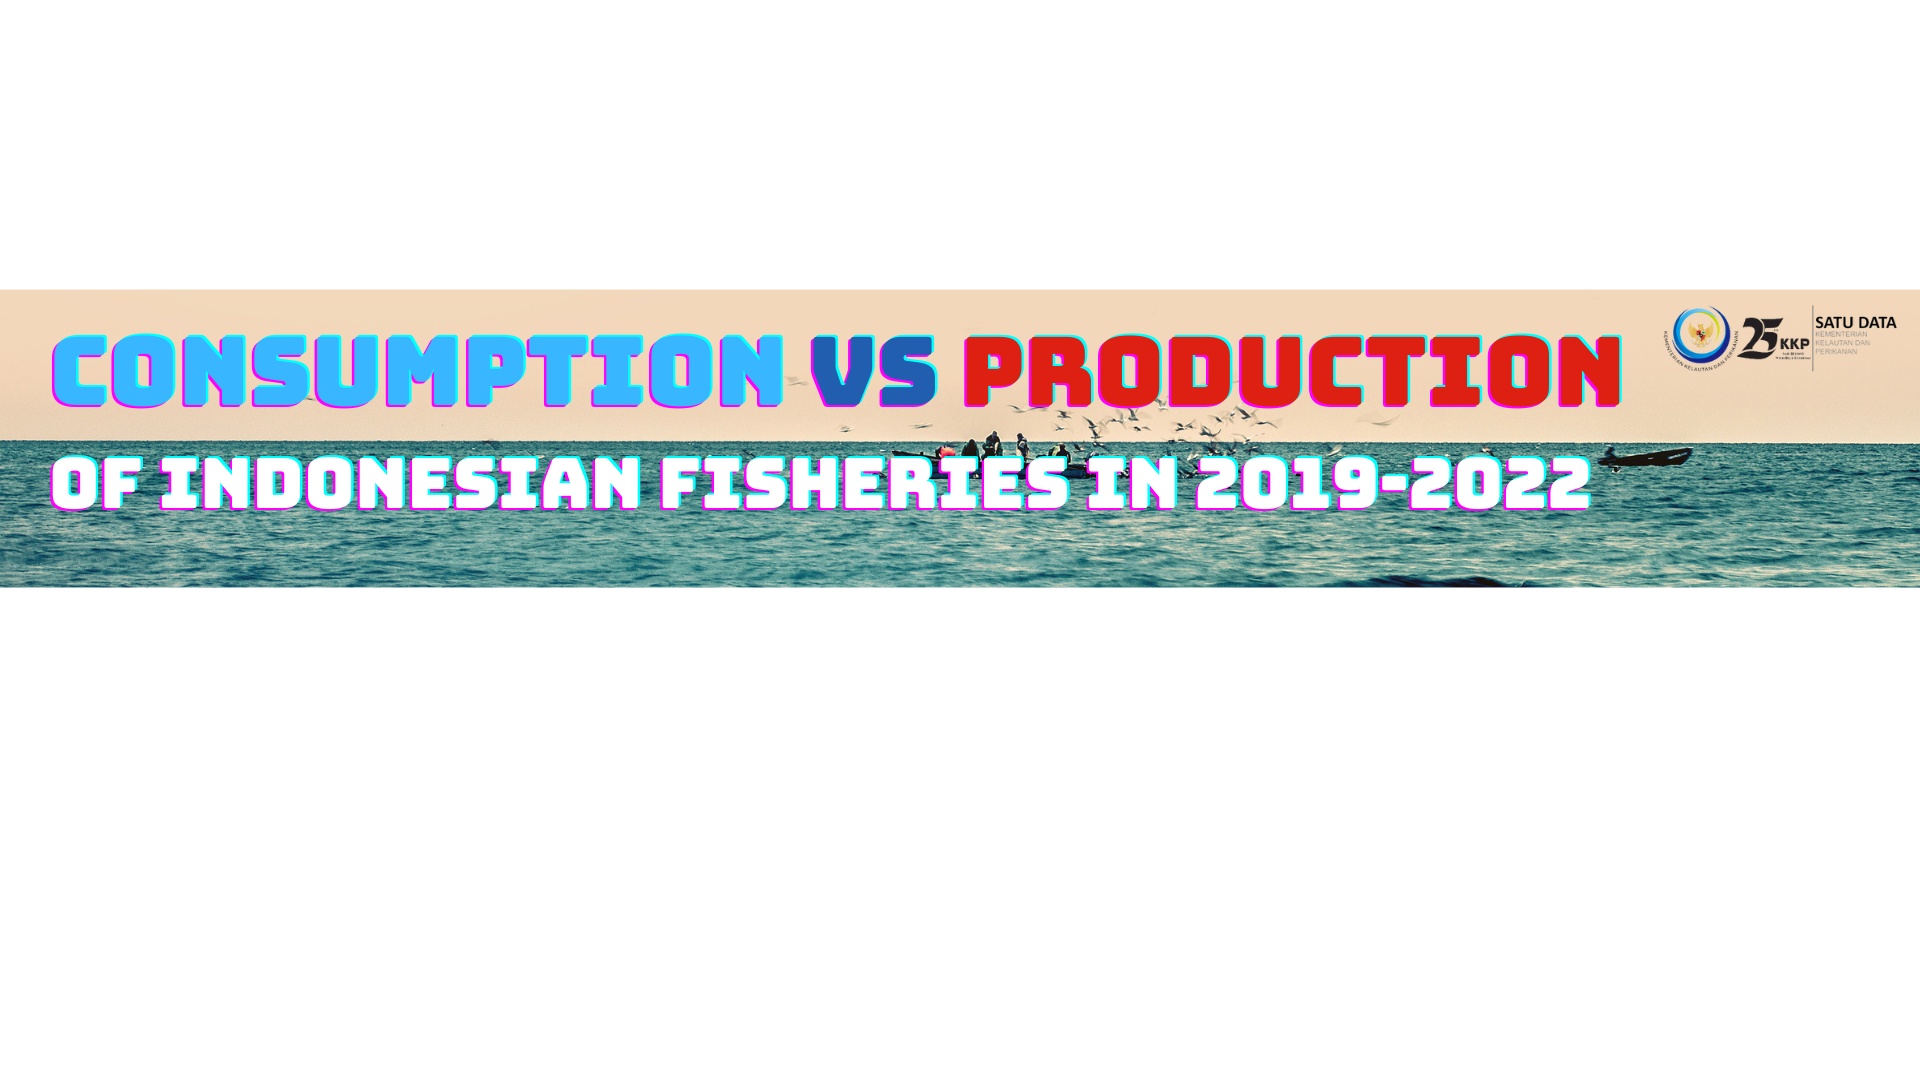 CONSUMPTION VS PRODUCTION
OF INDONESIAN FISHERIES IN 2019-2022
KEMENTERIAN KELAUTAN DAN PERIKANAN
25
KKP
SATU DATA
KEMENTERIAN
KELAUTAN DAN
PERIKANAN